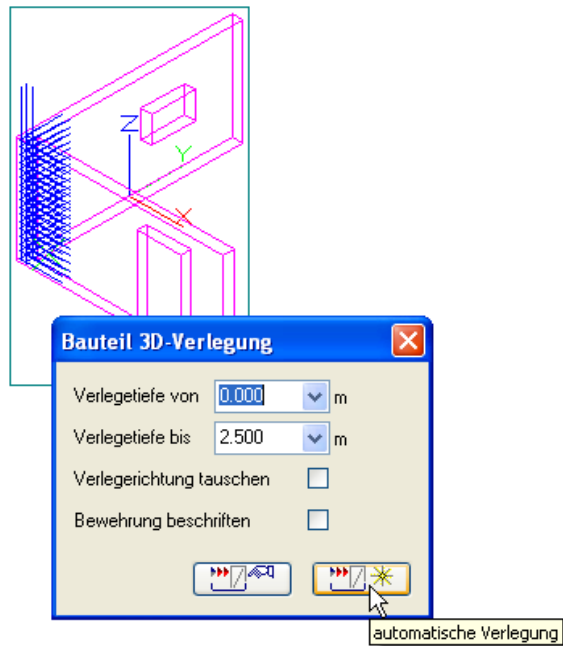 Z
Y
X
Bauteil 3D-Verlegung
Verlegetiefe von 0.000 m
Verlegetiefe bis 2.500 m
Verlegerichtung tauschen
Bewehrung beschriften
automatische Verlegung